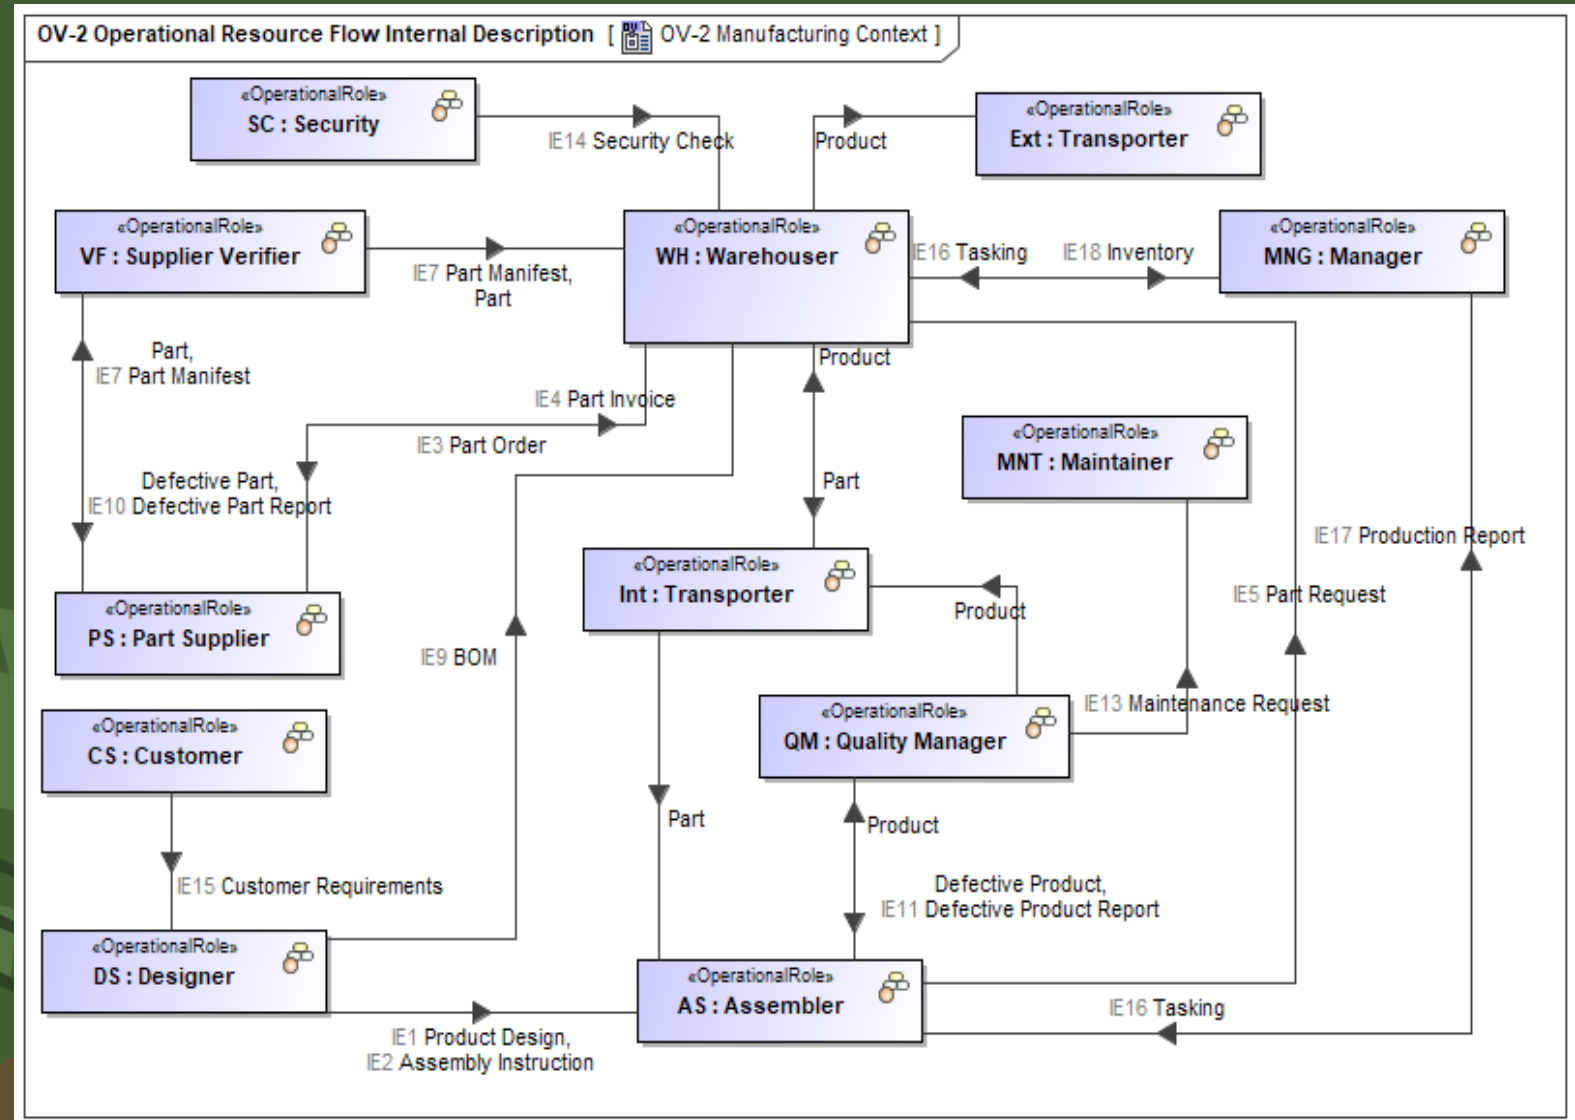 OV-2 Operational Resource Flow Internal Description [ OV-2 Manufacturing Context ]
«OperationalRole»
SC : Security
IE14 Security Check
Product
«OperationalRole»
Ext : Transporter
«OperationalRole»
VF : Supplier Verifier
IE7 Part Manifest,
Part
«OperationalRole»
WH : Warehouser
IE16 Tasking
IE18 Inventory
«OperationalRole»
MNG : Manager
Part,
IE7 Part Manifest
Product
IE4 Part Invoice
IE3 Part Order
«OperationalRole»
MNT : Maintainer
Defective Part,
IE10 Defective Part Report
Part
IE17 Production Report
«OperationalRole»
Int : Transporter
Product
IE5 Part Request
«OperationalRole»
PS : Part Supplier
IE9 BOM
IE13 Maintenance Request
«OperationalRole»
CS : Customer
«OperationalRole»
QM : Quality Manager
Part
Product
IE15 Customer Requirements
Defective Product,
IE11 Defective Product Report
«OperationalRole»
DS : Designer
«OperationalRole»
AS : Assembler
IE16 Tasking
IE1 Product Design,
IE2 Assembly Instruction